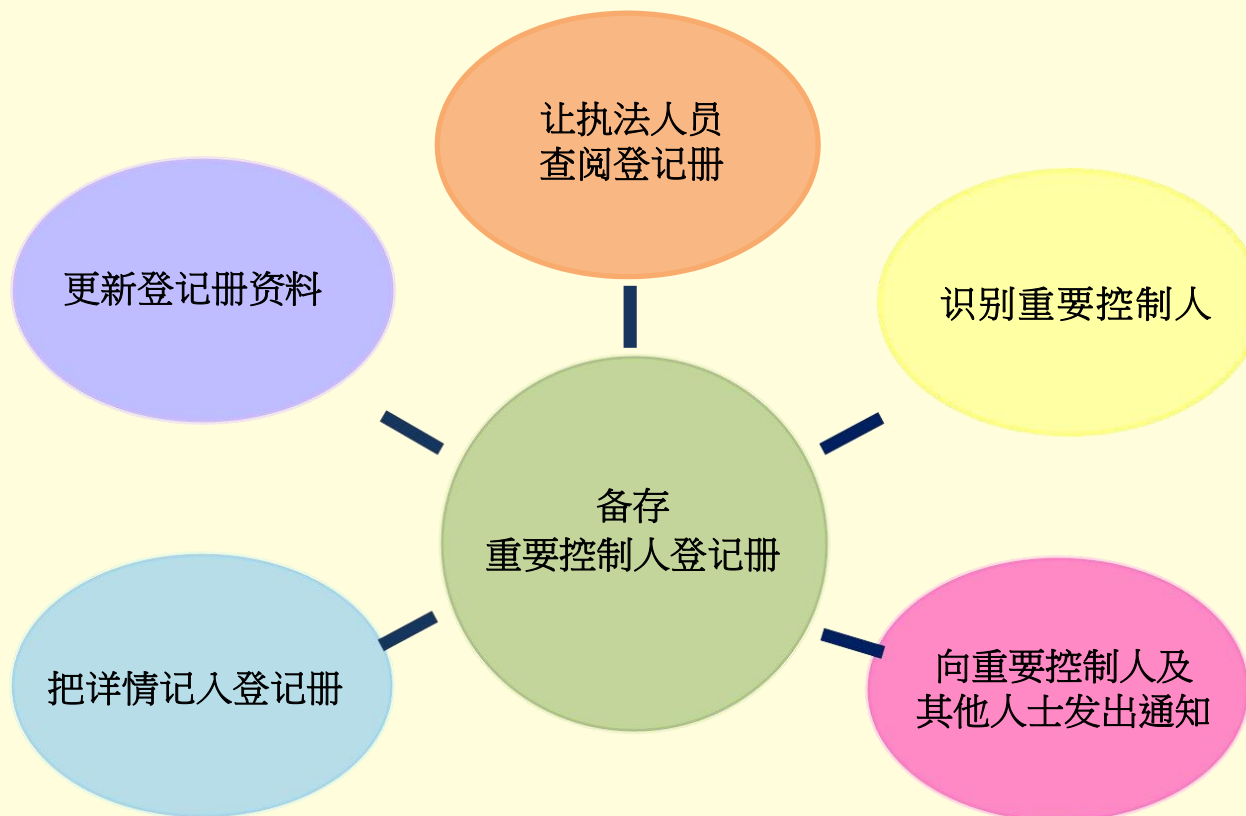 让执法人员
查阅登记册
更新登记册资料
识别重要控制人
备存
重要控制人登记册
把详情记入登记册
向重要控制人及
其他人士发出通知